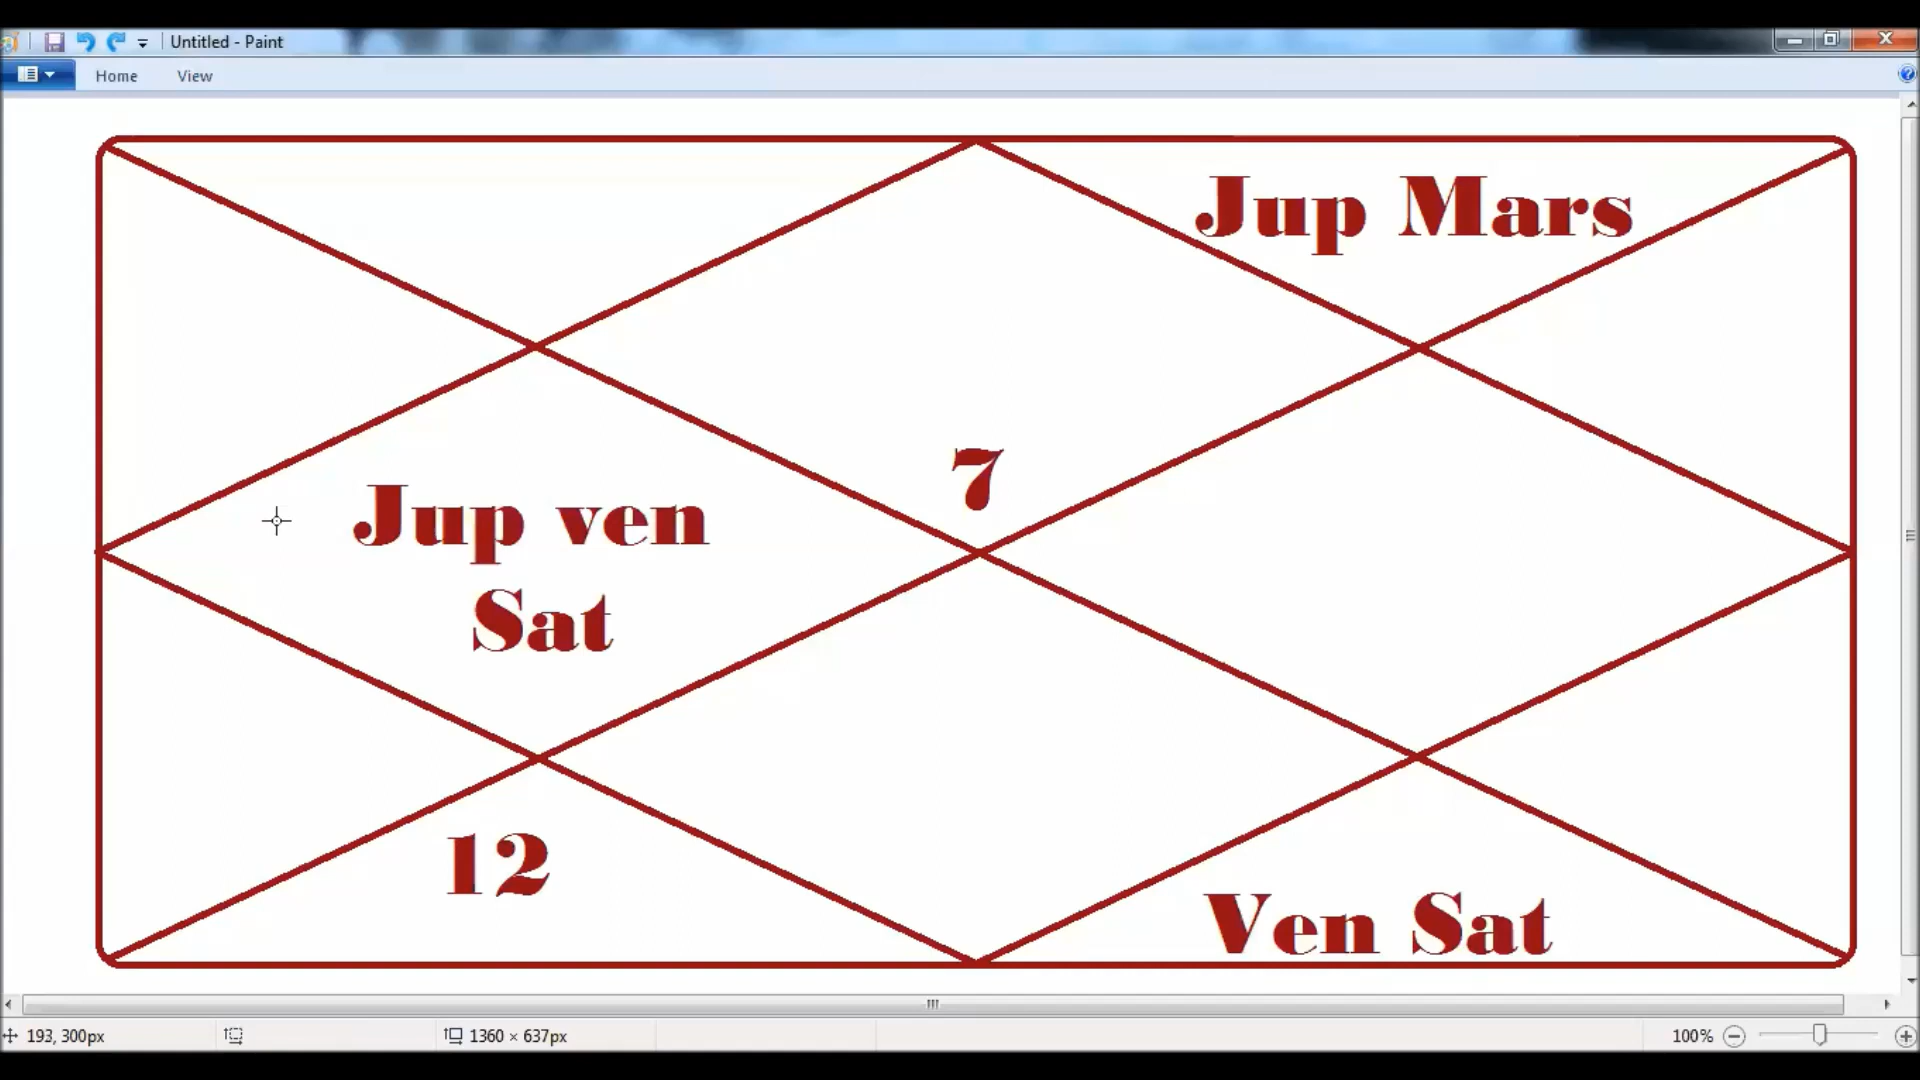 Untitled - Paint
Home View
Jup Mars
7
Jup ven
Sat
12
Ven Sat
193, 300px
1360 × 637px
100%